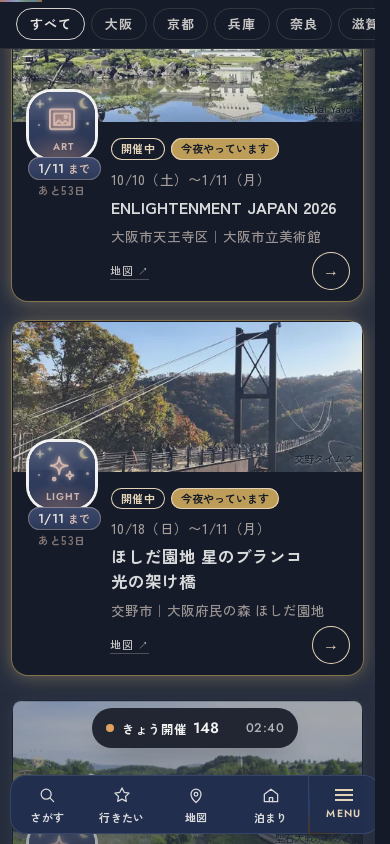 すべて
大阪
京都
兵庫
奈良
滋賀
ART
1/11 まで
あと53日
開催中
今夜やっています
10/10（土）〜1/11（月）
ENLIGHTENMENT JAPAN 2026
大阪市天王寺区｜大阪市立美術館
地図 ↗
→
交野タイムズ
LIGHT
1/11 まで
あと53日
開催中
今夜やっています
10/18（日）〜1/11（月）
ほしだ園地 星のブランコ
光の架け橋
交野市｜大阪府民の森 ほしだ園地
地図 ↗
→
きょう開催 148
02:40
さがす
行きたい
地図
泊まり
MENU